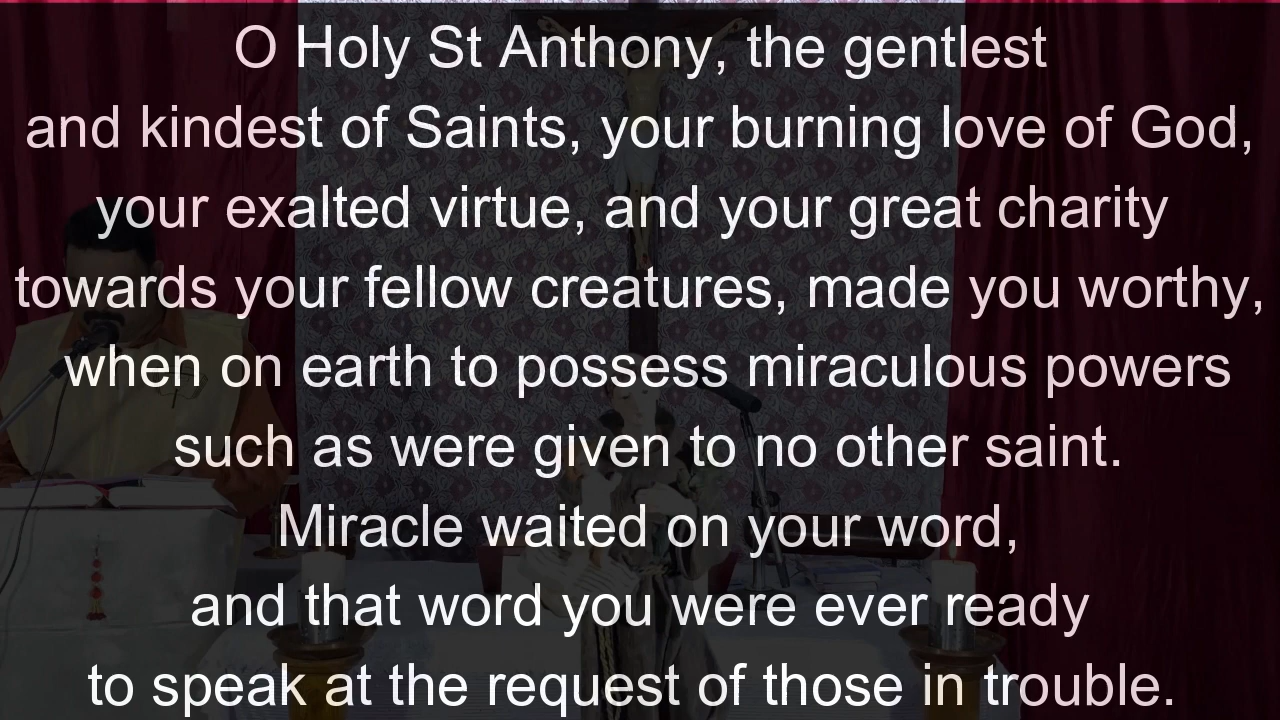 O Holy St Anthony, the gentlest
and kindest of Saints, your burning love of God,
your exalted virtue, and your great charity
towards your fellow creatures, made you worthy,
when on earth to possess miraculous powers
such as were given to no other saint.
Miracle waited on your word,
and that word you were ever ready
to speak at the request of those in trouble.